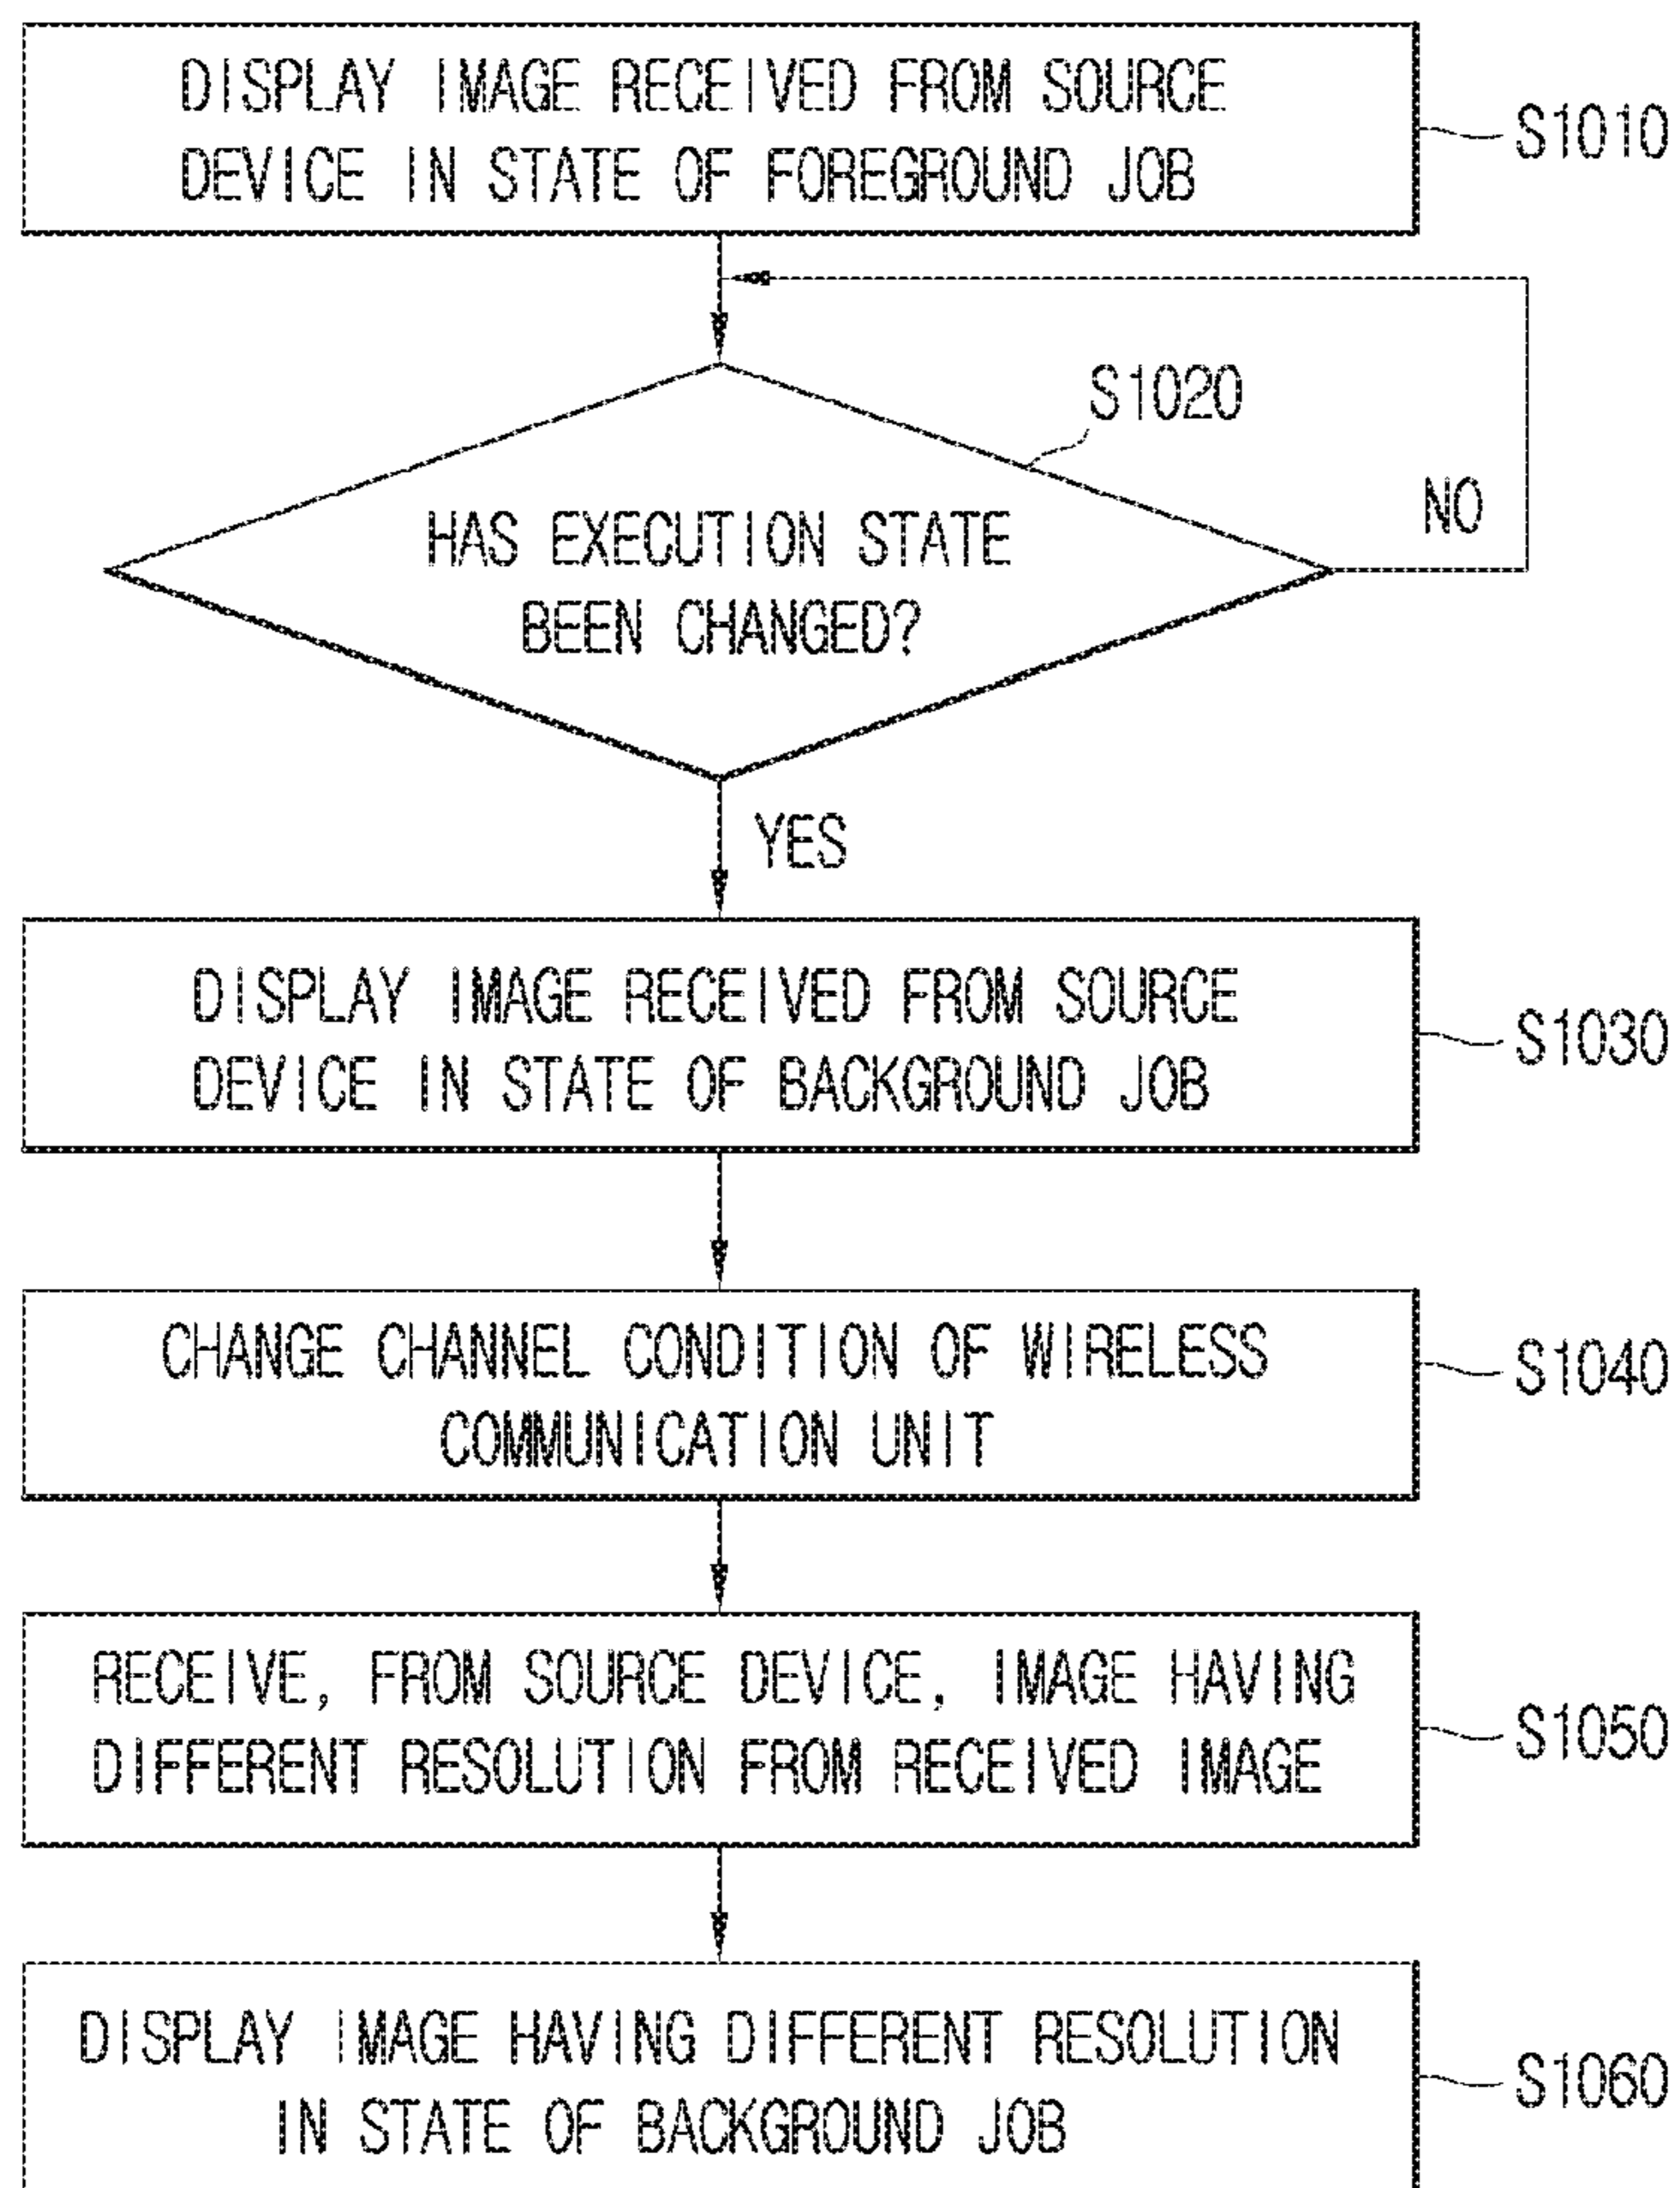 DISPLAY IMAGE RECEIVED FROM SOURCE
DEVICE IN STATE OF FOREGROUND JOB
S1010
S1020
HAS EXECUTION STATE
BEEN CHANGED?
NO
YES
DISPLAY IMAGE RECEIVED FROM SOURCE
DEVICE IN STATE OF BACKGROUND JOB
S1030
CHANGE CHANNEL CONDITION OF WIRELESS
COMMUNICATION UNIT
S1040
RECEIVE, FROM SOURCE DEVICE, IMAGE HAVING
DIFFERENT RESOLUTION FROM RECEIVED IMAGE
S1050
DISPLAY IMAGE HAVING DIFFERENT RESOLUTION
IN STATE OF BACKGROUND JOB
S1060